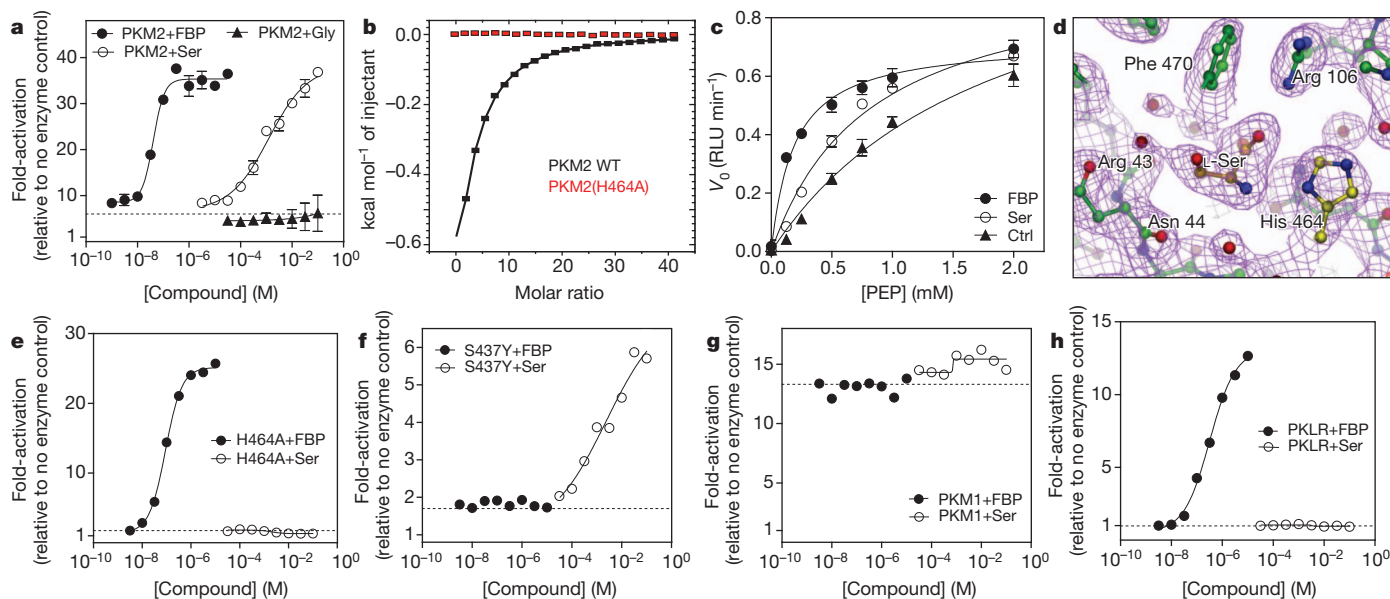 a
PKM2+FBP
PKM2+Gly
PKM2+Ser
Fold-activation
(relative to no enzyme control)
40
30
20
10
1
10⁻¹⁰ 10⁻⁸ 10⁻⁶ 10⁻⁴ 10⁻² 10⁰
[Compound] (M)
b
kcal mol⁻¹ of injectant
0.0
−0.2
−0.4
−0.6
PKM2 WT
PKM2(H464A)
0 10 20 30 40
Molar ratio
c
V₀ (RLU min⁻¹)
0.8
0.6
0.4
0.2
0.0
FBP
Ser
Ctrl
0.0 0.5 1.0 1.5 2.0
[PEP] (mM)
d
Phe 470
Arg 106
Arg 43
L-Ser
Asn 44
His 464
e
Fold-activation
(relative to no enzyme control)
30
20
10
1
H464A+FBP
H464A+Ser
10⁻¹⁰ 10⁻⁸ 10⁻⁶ 10⁻⁴ 10⁻² 10⁰
[Compound] (M)
f
Fold-activation
(relative to no enzyme control)
6
5
4
3
2
1
S437Y+FBP
S437Y+Ser
10⁻¹⁰ 10⁻⁸ 10⁻⁶ 10⁻⁴ 10⁻² 10⁰
[Compound] (M)
g
Fold-activation
(relative to no enzyme control)
20
15
10
5
1
PKM1+FBP
PKM1+Ser
10⁻¹⁰ 10⁻⁸ 10⁻⁶ 10⁻⁴ 10⁻² 10⁰
[Compound] (M)
h
Fold-activation
(relative to no enzyme control)
15
10
5
1
PKLR+FBP
PKLR+Ser
10⁻¹⁰ 10⁻⁸ 10⁻⁶ 10⁻⁴ 10⁻² 10⁰
[Compound] (M)